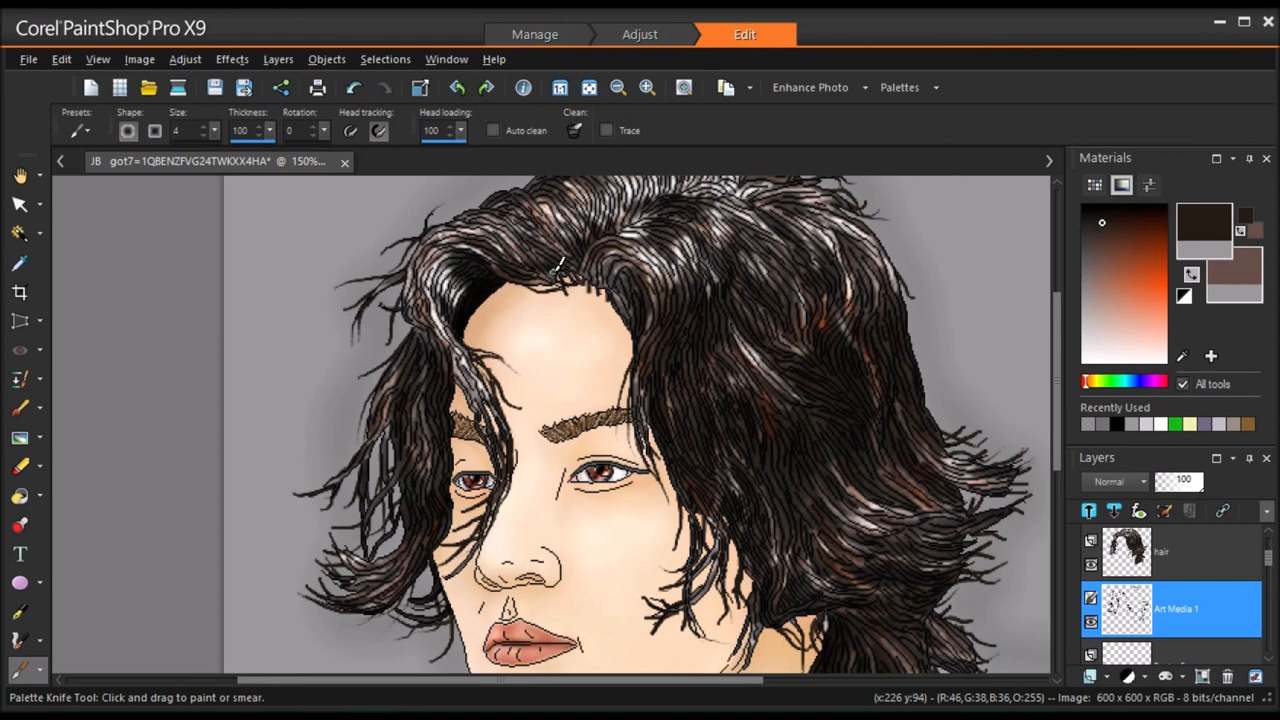 Corel PaintShop Pro X9
Manage Adjust Edit
File Edit View Image Adjust Effects Layers Objects Selections Window Help
Enhance Photo Palettes
Presets: Shape: Size: Thickness: Rotation: Head tracking: Head loading: Clean:
4 100 0 100 Auto clean Trace
JB got7=1QBENZFVG24TWKXX4HA* @ 150%...
Materials
All tools
Recently Used
Layers
Normal 100
hair
Art Media 1
Palette Knife Tool: Click and drag to paint or smear.
(x:226 y:94) - (R:46,G:38,B:36,O:255) -- Image: 600 x 600 x RGB - 8 bits/channel